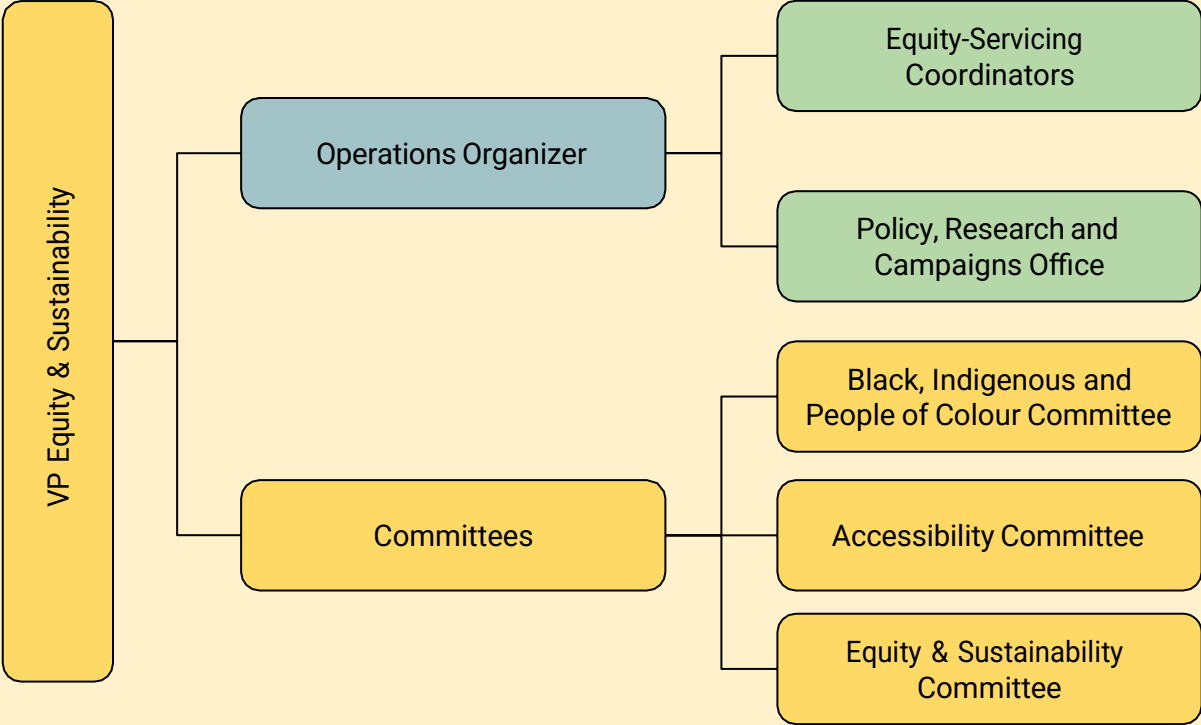 VP Equity & Sustainability
Operations Organizer
Equity-Servicing
Coordinators
Policy, Research and
Campaigns Office
Committees
Black, Indigenous and
People of Colour Committee
Accessibility Committee
Equity & Sustainability
Committee